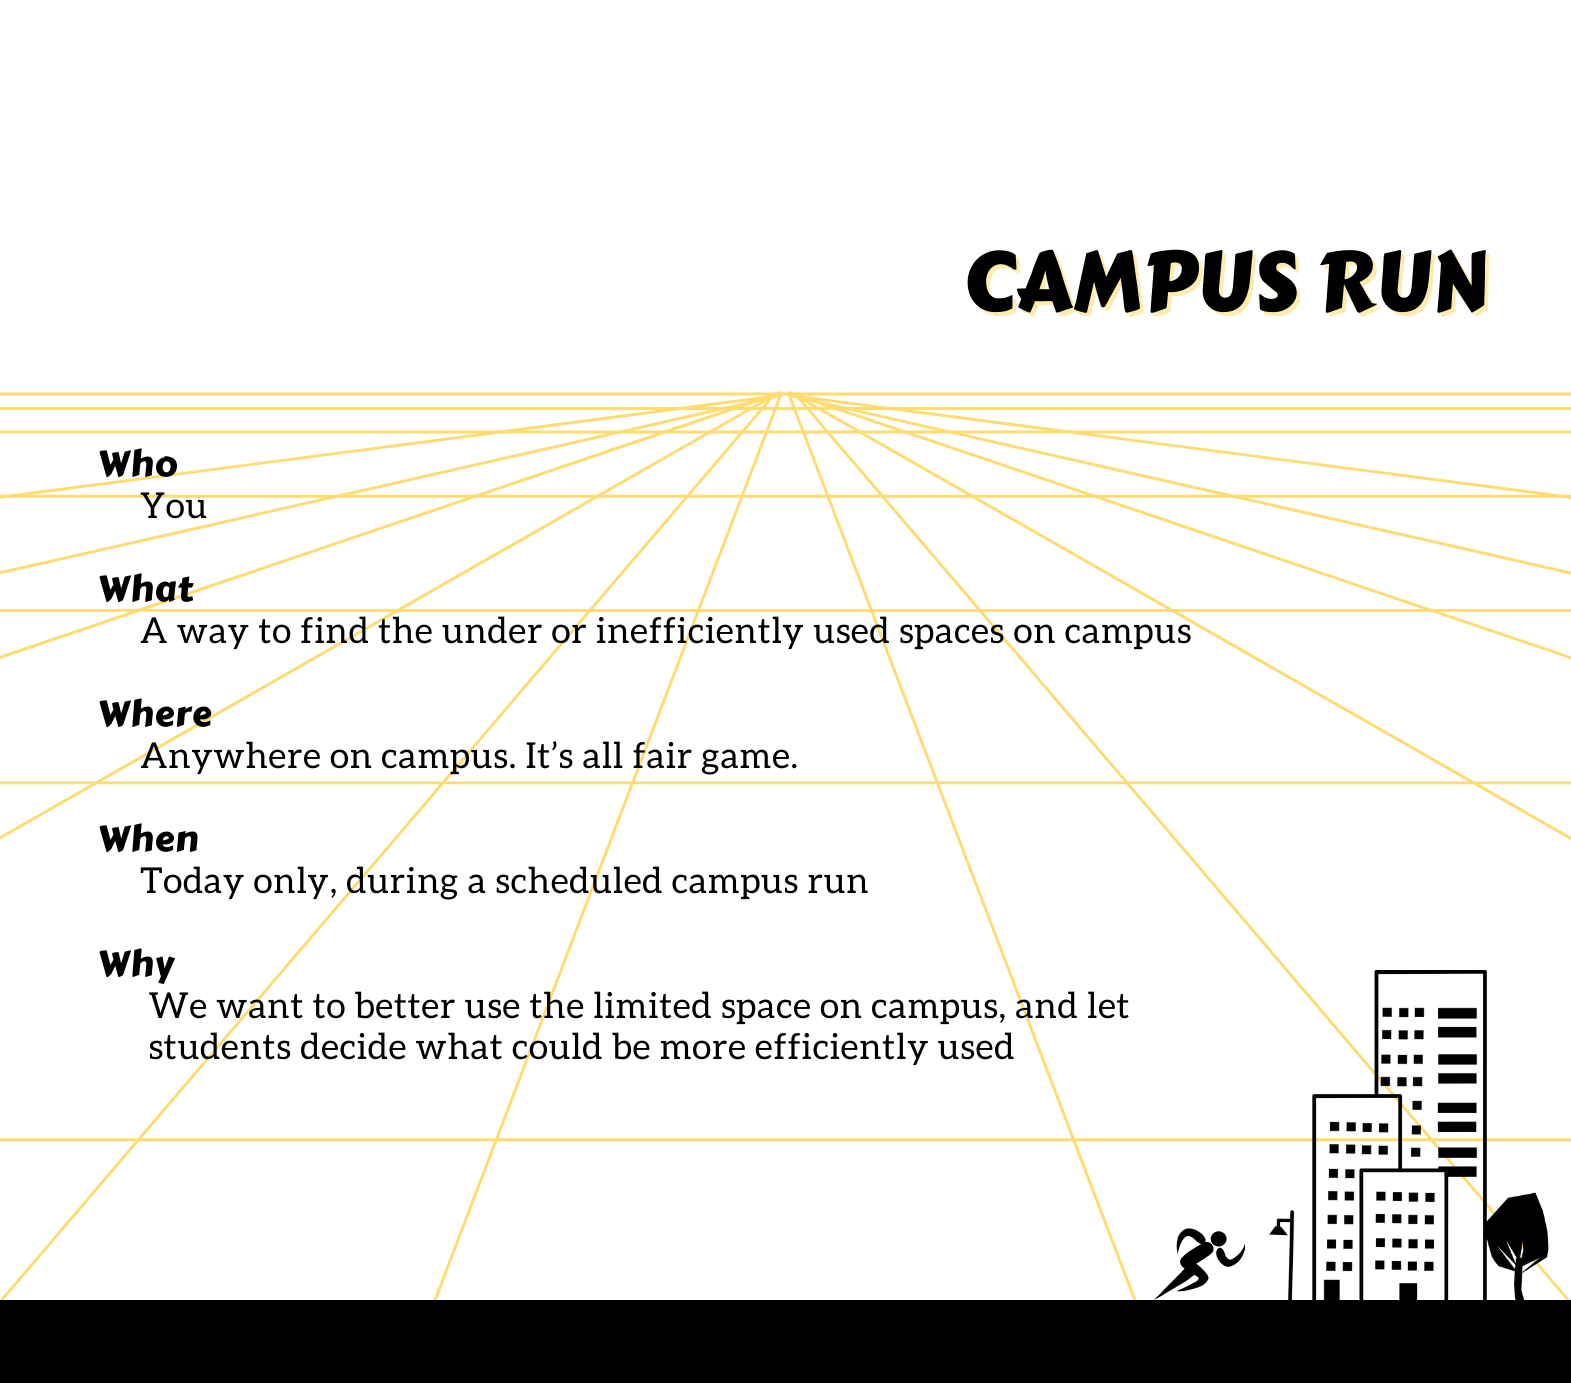 CAMPUS RUN
Who
You
What
A way to find the under or inefficiently used spaces on campus
Where
Anywhere on campus. It’s all fair game.
When
Today only, during a scheduled campus run
Why
We want to better use the limited space on campus, and let
students decide what could be more efficiently used